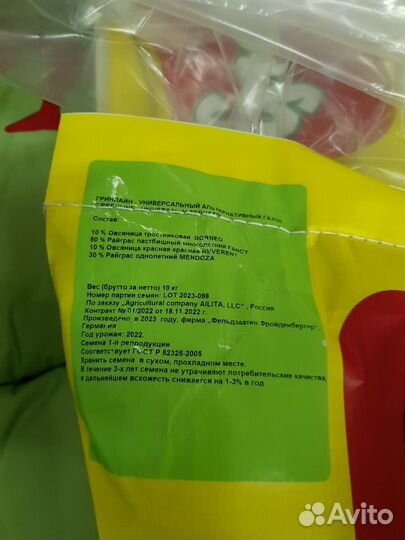 ГРИНЛАЙН - УНИВЕРСАЛЬНЫЙ АЛЬТЕРНАТИВНЫЙ ГАЗОН
Состав:
10 % Овсяница тростниковая BORNEO
50 % Райграс пастбищный многолетний FANCY
10 % Овсяница красная красная REVERENT
30 % Райграс однолетний MENDOZA
Вес (брутто за нетто) 10 кг
Номер партии семян: LOT 2023-098
По заказу „Agricultural company AILITA, LLC" , Россия
Контракт № 01/2022 от 18.11.2022 г.
Произведено в 2023 году, фирма „Фельдзаатен Фройденбергер",
Германия
Год урожая: 2022.
Семена 1-й репродукции
Соответствует ГОСТ Р 52325-2005
Хранить семена в сухом, прохладном месте.
В течение 3-х лет семена не утрачивают потребительские качества,
в дальнейшем всхожесть снижается на 1-3% в год
Avito